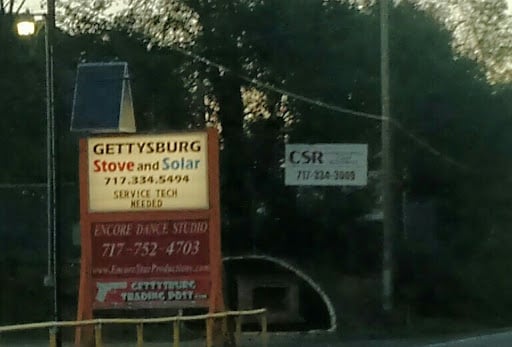 GETTYSBURG
Stove and Solar
717.334.5494
SERVICE TECH
NEEDED
ENCORE DANCE STUDIO
717-752-4703
www.EncoreStarProductions.com
GETTYSBURG
TRADING POST.com
CSR
717-334-3009